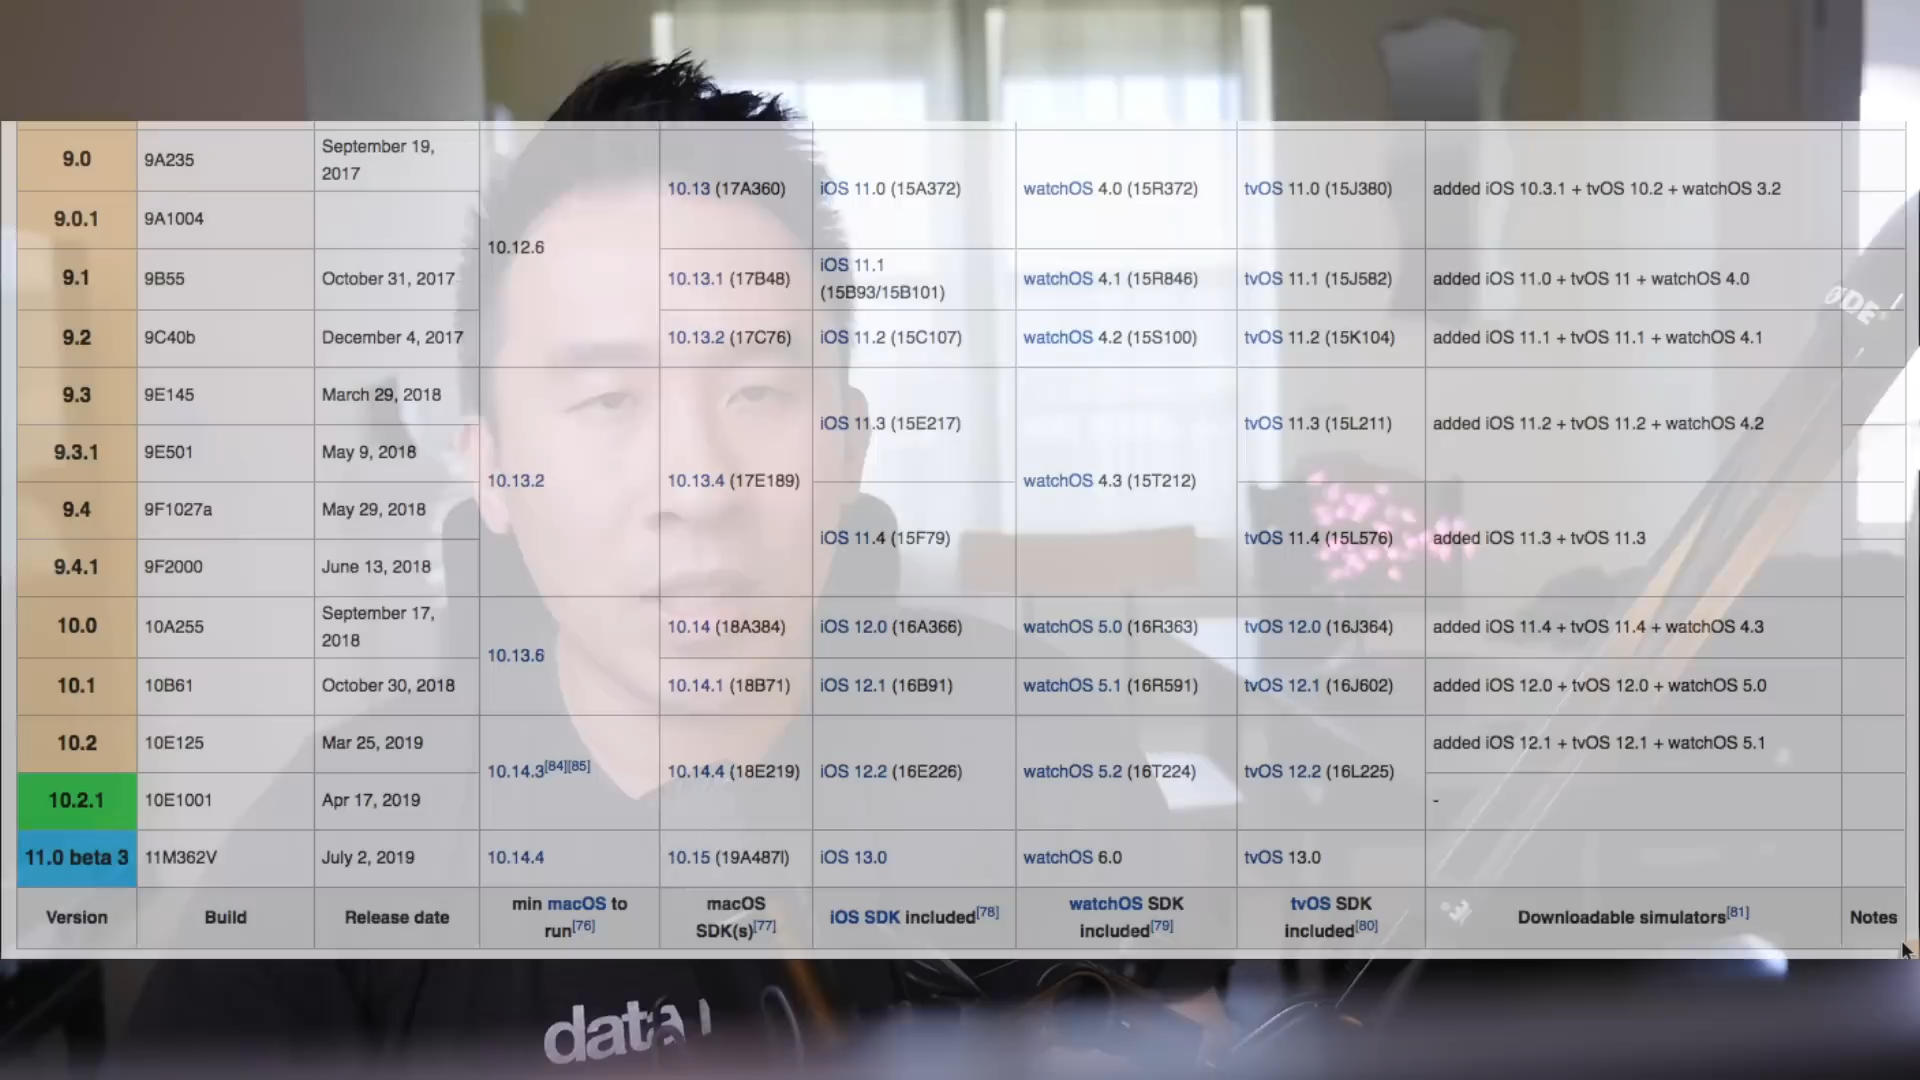 9.0 9A235 September 19, 2017 10.12.6 10.13 (17A360) iOS 11.0 (15A372) watchOS 4.0 (15R372) tvOS 11.0 (15J380) added iOS 10.3.1 + tvOS 10.2 + watchOS 3.2
9.0.1 9A1004
9.1 9B55 October 31, 2017 10.13.1 (17B48) iOS 11.1 (15B93/15B101) watchOS 4.1 (15R846) tvOS 11.1 (15J582) added iOS 11.0 + tvOS 11 + watchOS 4.0
9.2 9C40b December 4, 2017 10.13.2 (17C76) iOS 11.2 (15C107) watchOS 4.2 (15S100) tvOS 11.2 (15K104) added iOS 11.1 + tvOS 11.1 + watchOS 4.1
9.3 9E145 March 29, 2018 10.13.2 10.13.4 (17E189) iOS 11.3 (15E217) watchOS 4.3 (15T212) tvOS 11.3 (15L211) added iOS 11.2 + tvOS 11.2 + watchOS 4.2
9.3.1 9E501 May 9, 2018
9.4 9F1027a May 29, 2018 iOS 11.4 (15F79) tvOS 11.4 (15L576) added iOS 11.3 + tvOS 11.3
9.4.1 9F2000 June 13, 2018
10.0 10A255 September 17, 2018 10.13.6 10.14 (18A384) iOS 12.0 (16A366) watchOS 5.0 (16R363) tvOS 12.0 (16J364) added iOS 11.4 + tvOS 11.4 + watchOS 4.3
10.1 10B61 October 30, 2018 10.14.1 (18B71) iOS 12.1 (16B91) watchOS 5.1 (16R591) tvOS 12.1 (16J602) added iOS 12.0 + tvOS 12.0 + watchOS 5.0
10.2 10E125 Mar 25, 2019 10.14.3[84][85] 10.14.4 (18E219) iOS 12.2 (16E226) watchOS 5.2 (16T224) tvOS 12.2 (16L225) added iOS 12.1 + tvOS 12.1 + watchOS 5.1
10.2.1 10E1001 Apr 17, 2019 -
11.0 beta 3 11M362V July 2, 2019 10.14.4 10.15 (19A487l) iOS 13.0 watchOS 6.0 tvOS 13.0
Version Build Release date min macOS to run[76] macOS SDK(s)[77] iOS SDK included[78] watchOS SDK included[79] tvOS SDK included[80] Downloadable simulators[81] Notes
data